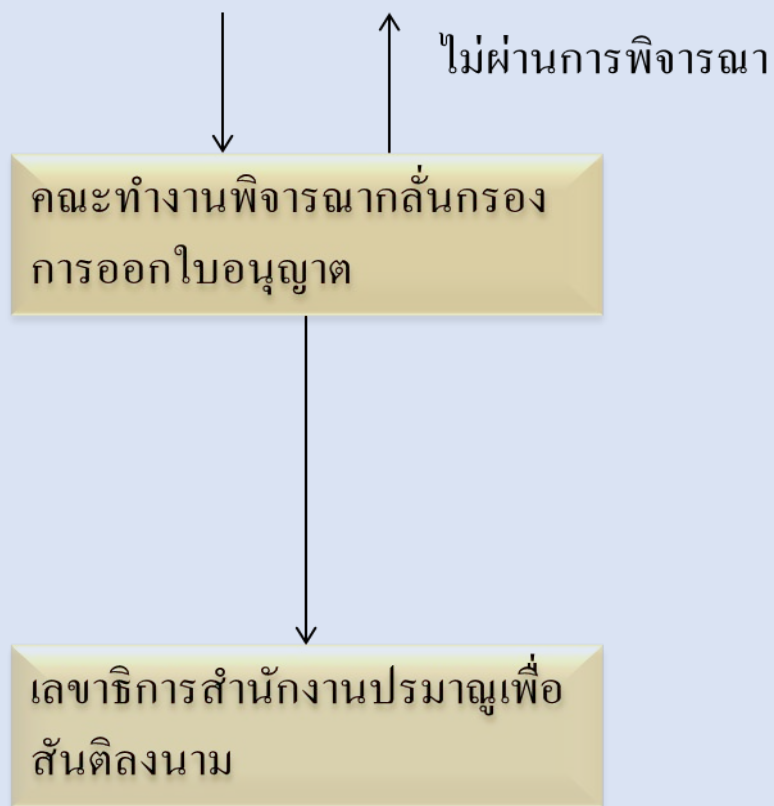 ไม่ผ่านการพิจารณา
คณะทำงานพิจารณากลั่นกรอง
การออกใบอนุญาต
เลขาธิการสำนักงานปรมาณูเพื่อ
สันติลงนาม